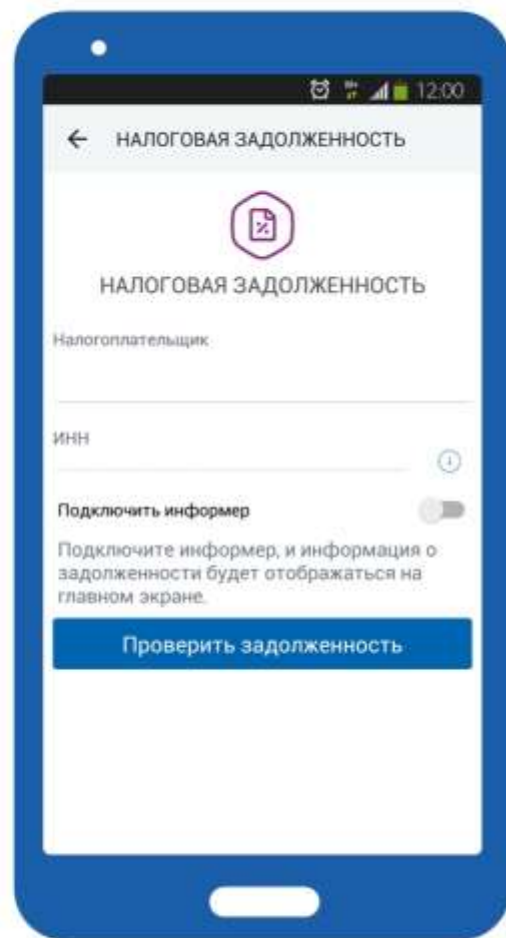 12:00
НАЛОГОВАЯ ЗАДОЛЖЕННОСТЬ
НАЛОГОВАЯ ЗАДОЛЖЕННОСТЬ
Налогоплательщик
ИНН
Подключить информер
Подключите информер, и информация о
задолженности будет отображаться на
главном экране.
Проверить задолженность